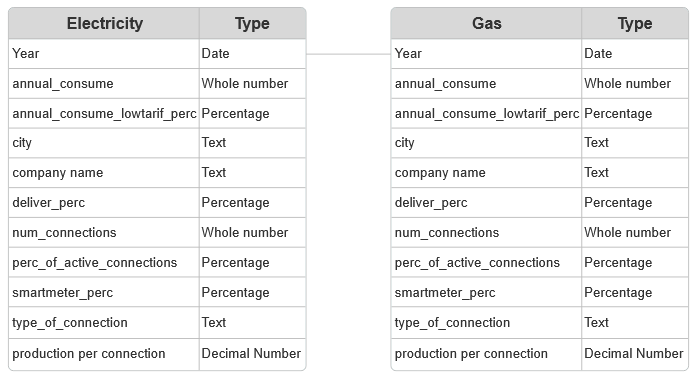 Electricity Type
Year Date
annual_consume Whole number
annual_consume_lowtarif_perc Percentage
city Text
company name Text
deliver_perc Percentage
num_connections Whole number
perc_of_active_connections Percentage
smartmeter_perc Percentage
type_of_connection Text
production per connection Decimal Number
Gas Type
Year Date
annual_consume Whole number
annual_consume_lowtarif_perc Percentage
city Text
company name Text
deliver_perc Percentage
num_connections Whole number
perc_of_active_connections Percentage
smartmeter_perc Percentage
type_of_connection Text
production per connection Decimal Number